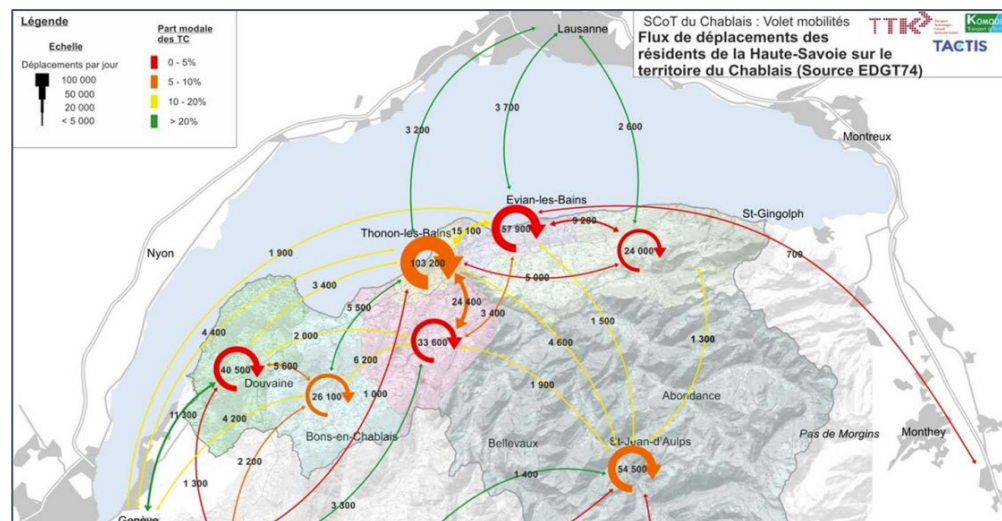 Légende
Echelle
Déplacements par jour
100 000
50 000
20 000
< 5 000
Part modale
des TC
0 - 5%
5 - 10%
10 - 20%
> 20%
SCoT du Chablais : Volet mobilités
Flux de déplacements des
résidents de la Haute-Savoie sur le
territoire du Chablais (Source EDGT74)
TTK
KOMODO
TACTIS
Lausanne
3 700
3 200
2 600
Montreux
Evian-les-Bains
St-Gingolph
Thonon-les-Bains
15 100
57 900
9 200
Nyon
1 900
103 200
24 000
700
3 400
5 000
4 400
5 500
24 400
3 400
1 500
2 000
33 600
4 600
1 300
40 500
5 600
6 200
Douvaine
26 100
1 000
1 900
Abondance
11 300
4 200
Bons-en-Chablais
Bellevaux
St-Jean-d'Aulps
Pas de Morgins
Monthey
2 200
1 300
1 400
54 500
3 300
Genève